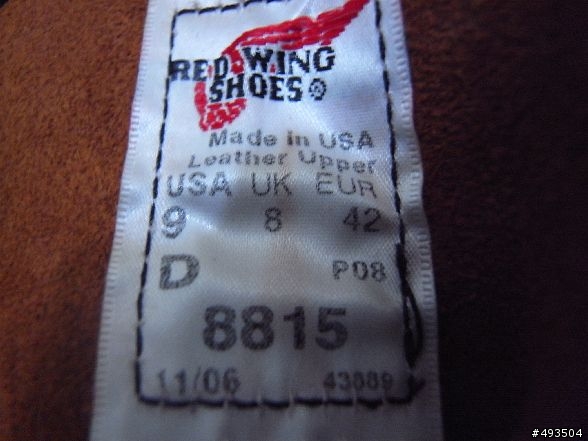 RED WING
SHOES ®
Made in USA
Leather Upper
USA UK EUR
9 8 42
D P08
8815
11/06 43889
#493504